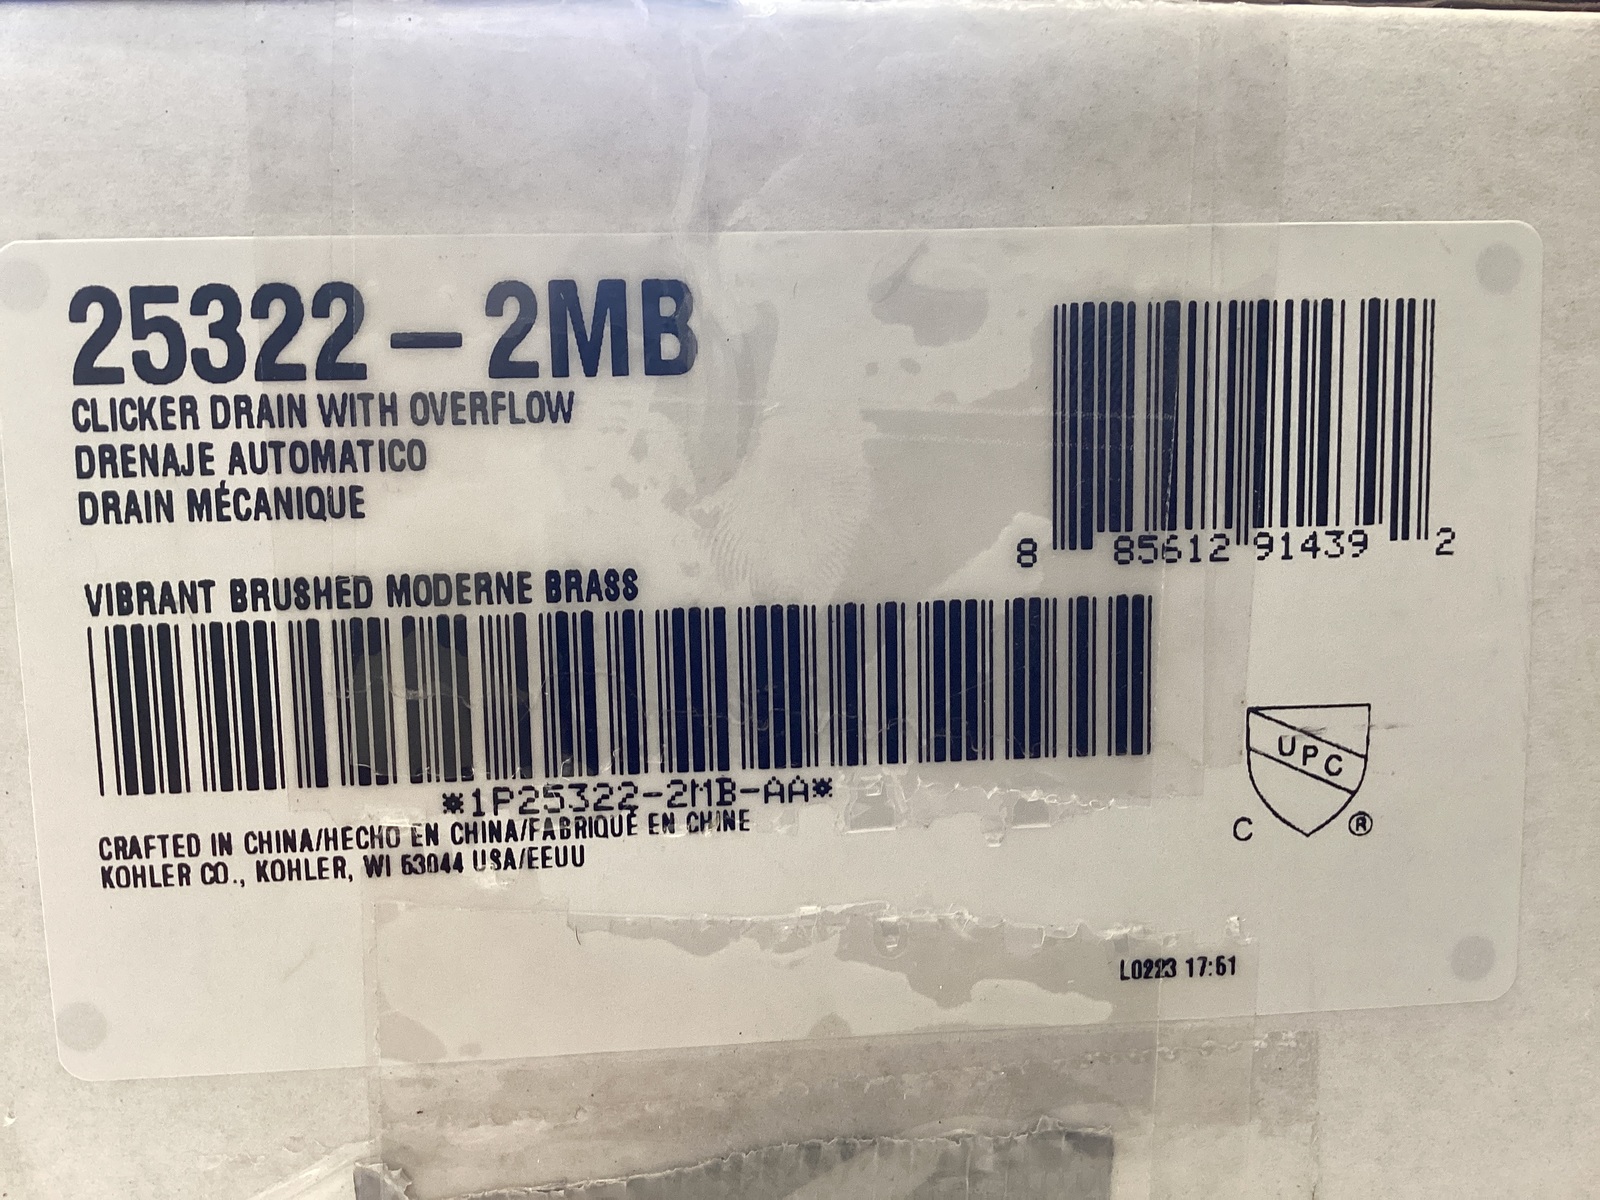 25322-2MB
CLICKER DRAIN WITH OVERFLOW
DRENAJE AUTOMATICO
DRAIN MÉCANIQUE
8 85612 91439 2
VIBRANT BRUSHED MODERNE BRASS
*1P25322-2MB-AA*
CRAFTED IN CHINA/HECHO EN CHINA/FABRIQUÉ EN CHINE
KOHLER CO., KOHLER, WI 53044 USA/EEUU
UPC
C ®
L0223 17:51